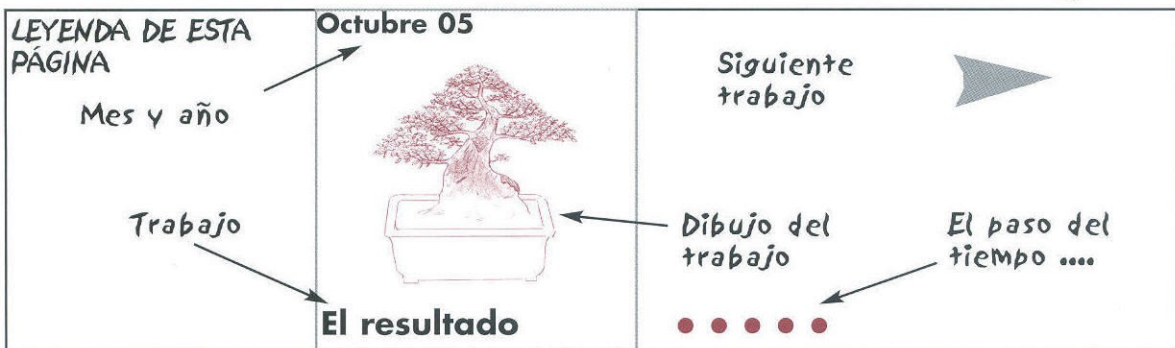 LEYENDA DE ESTA
PÁGINA
Mes y año
Trabajo
Octubre 05
El resultado
Siguiente
trabajo
Dibujo del
trabajo
El paso del
tiempo ....